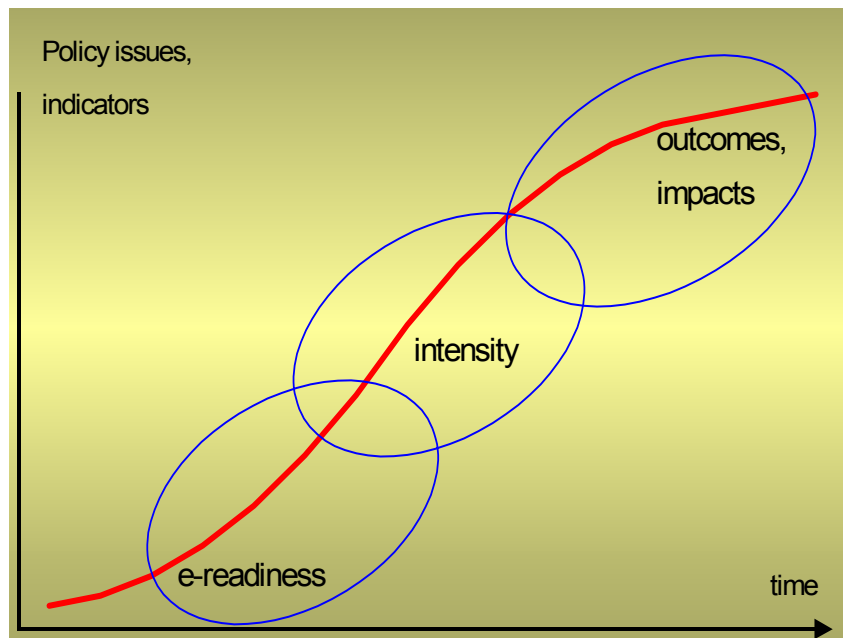 Policy issues,
indicators
outcomes,
impacts
intensity
e-readiness
time